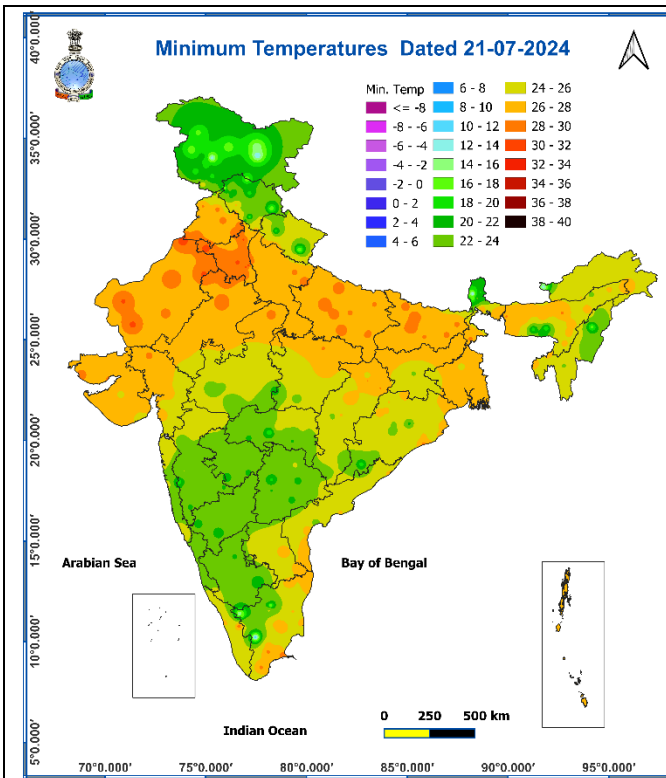 Minimum Temperatures Dated 21-07-2024
Min. Temp
<= -8
-8 - -6
-6 - -4
-4 - -2
-2 - 0
0 - 2
2 - 4
4 - 6
6 - 8
8 - 10
10 - 12
12 - 14
14 - 16
16 - 18
18 - 20
20 - 22
22 - 24
24 - 26
26 - 28
28 - 30
30 - 32
32 - 34
34 - 36
36 - 38
38 - 40
40°0.000'
35°0.000'
30°0.000'
25°0.000'
20°0.000'
15°0.000'
10°0.000'
5°0.000'
Arabian Sea
Bay of Bengal
Indian Ocean
0 250 500 km
70°0.000' 75°0.000' 80°0.000' 85°0.000' 90°0.000' 95°0.000'